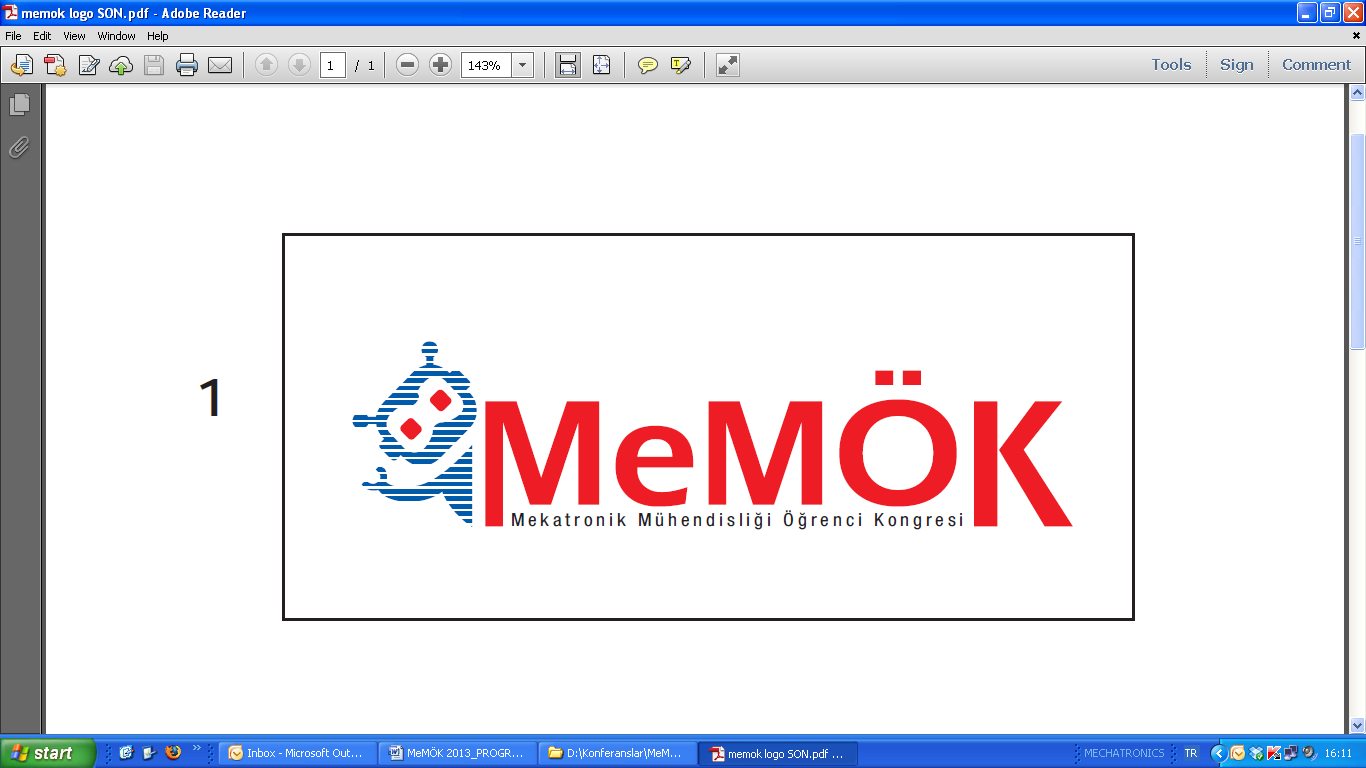 memok logo SON.pdf - Adobe Reader
File Edit View Window Help
1 / 1 143% Tools Sign Comment
1
MeMÖK
Mekatronik Mühendisliği Öğrenci Kongresi
start Inbox - Microsoft Out... MeMÖK 2013_PROGR... D:\Konferanslar\MeM... memok logo SON.pdf ... MECHATRONICS TR 16:11